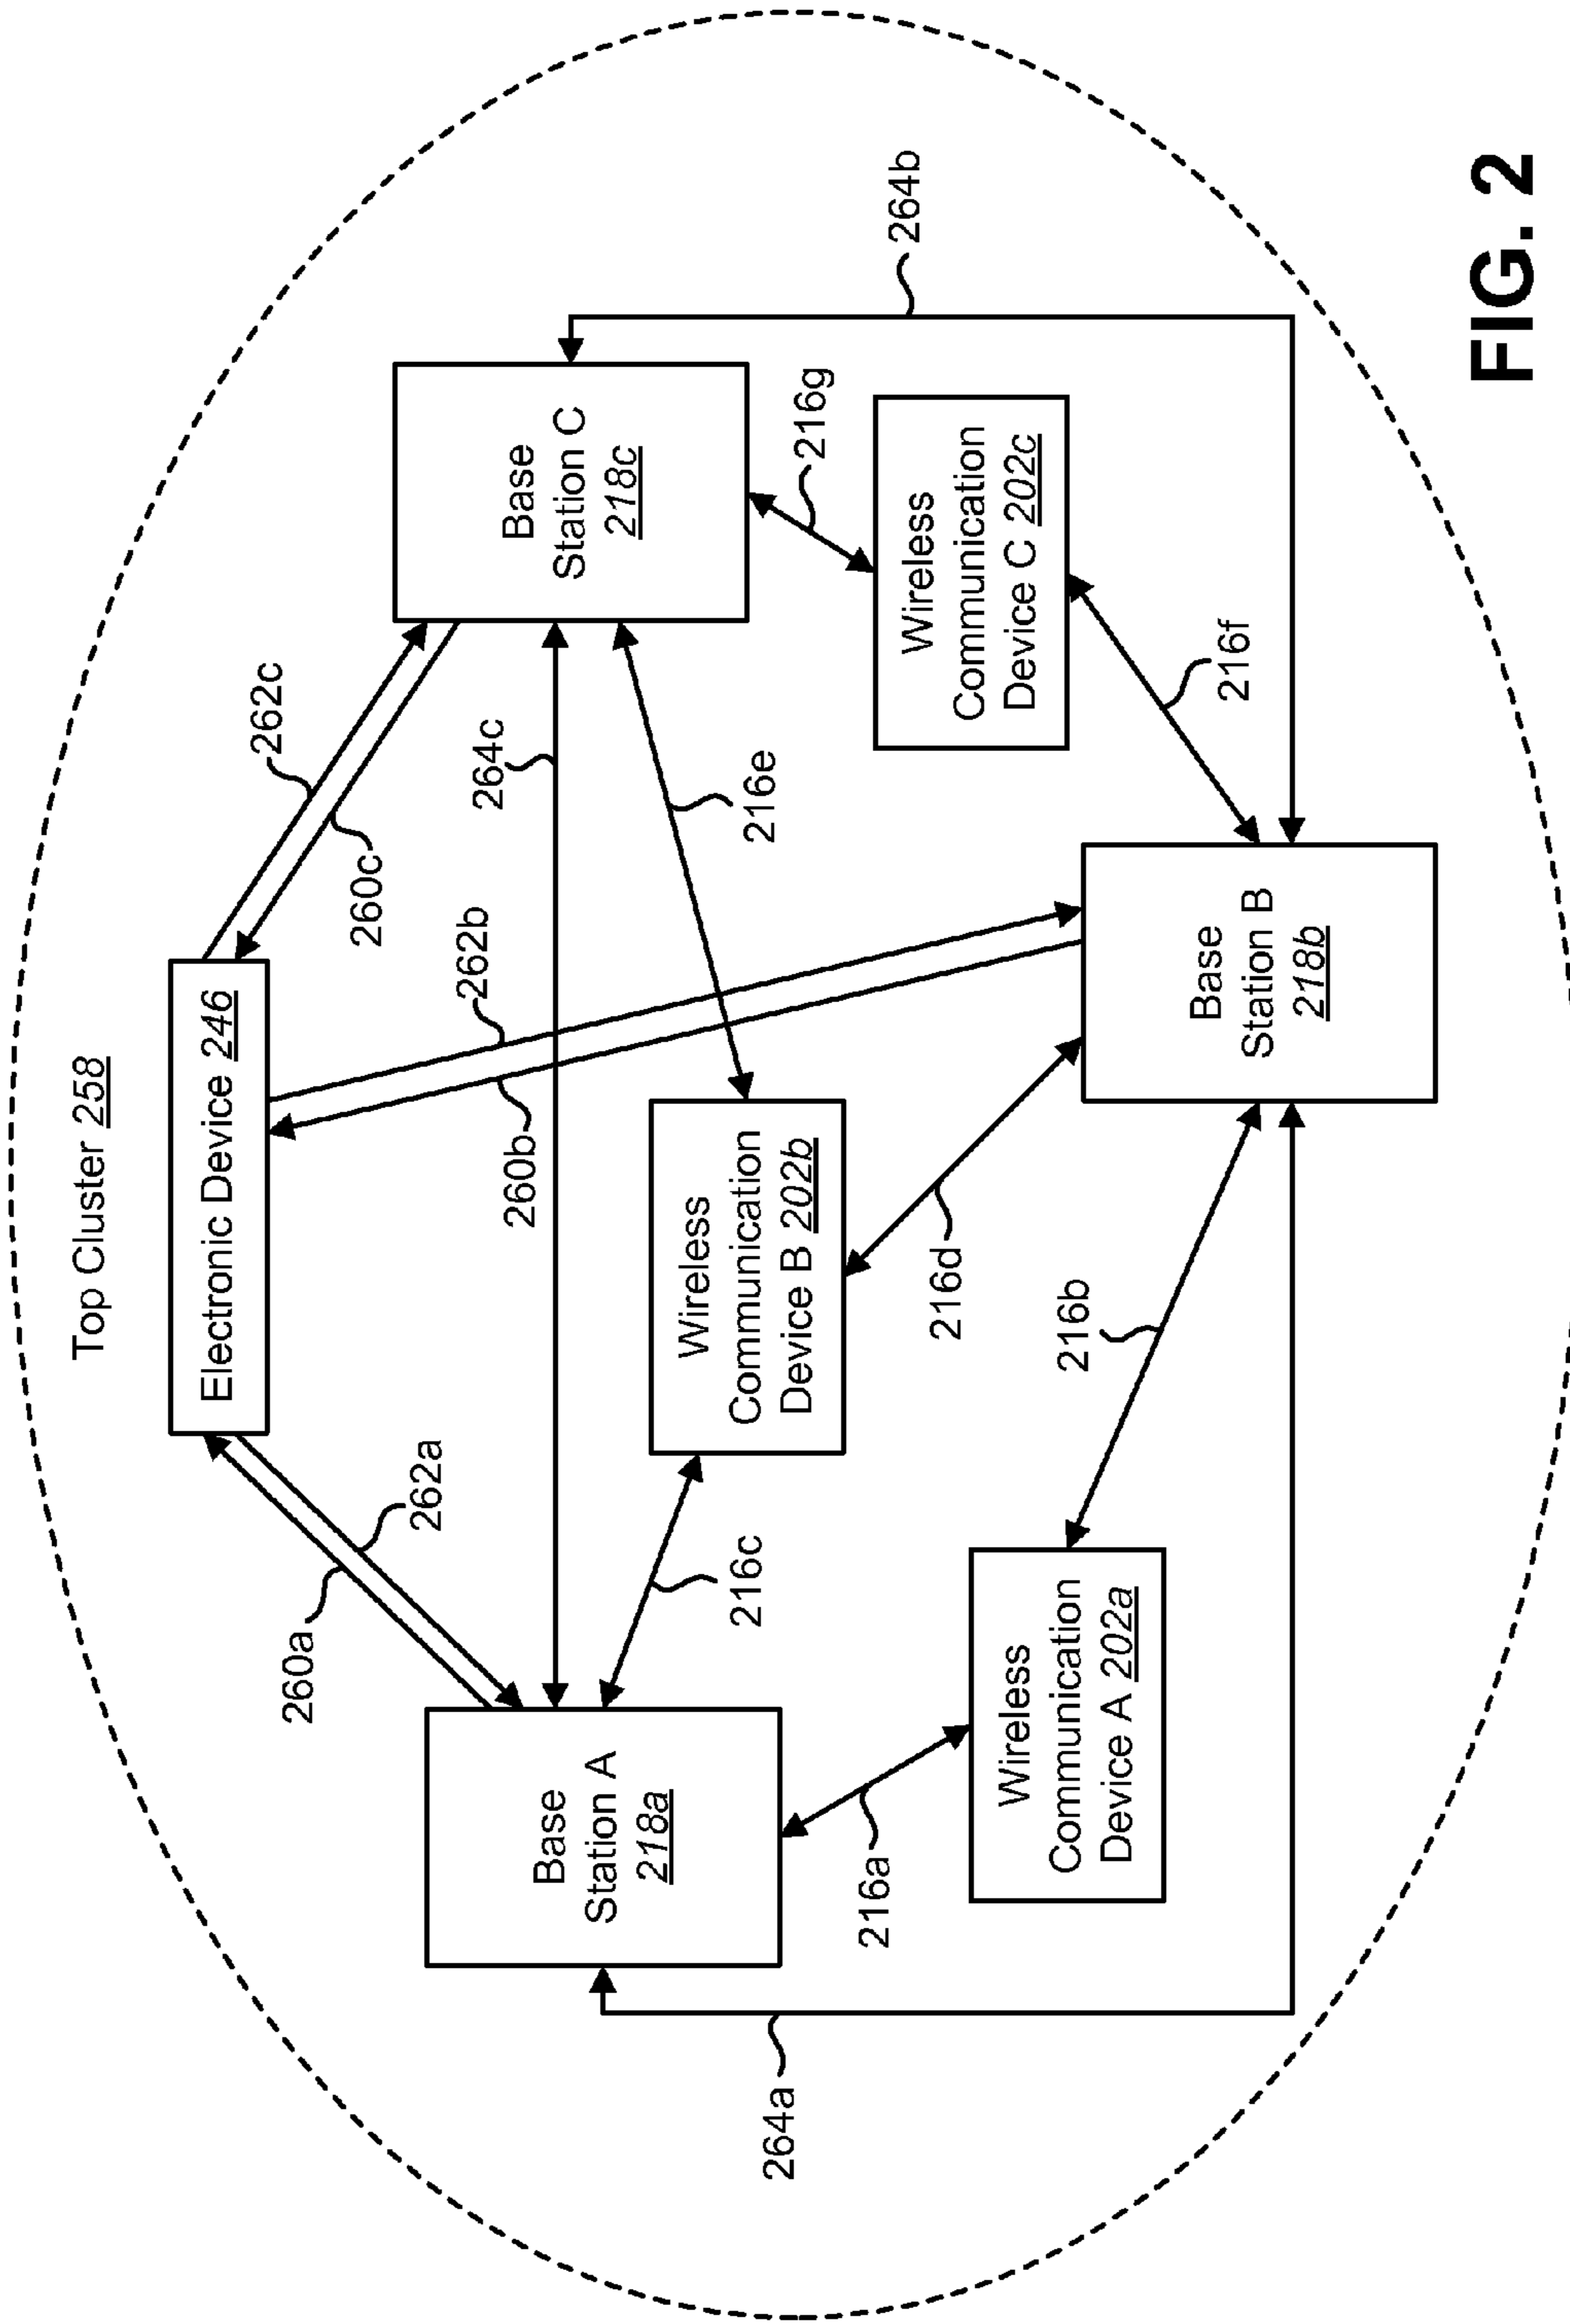 Top Cluster 258
Electronic Device 246
260a
262a
260b
262b
260c
262c
264c
Base
Station A
218a
Base
Station C
218c
216c
216e
Wireless
Communication
Device B 202b
264a
216a
216d
216g
264b
Wireless
Communication
Device A 202a
216b
Wireless
Communication
Device C 202c
216f
Base
Station B
218b
FIG. 2